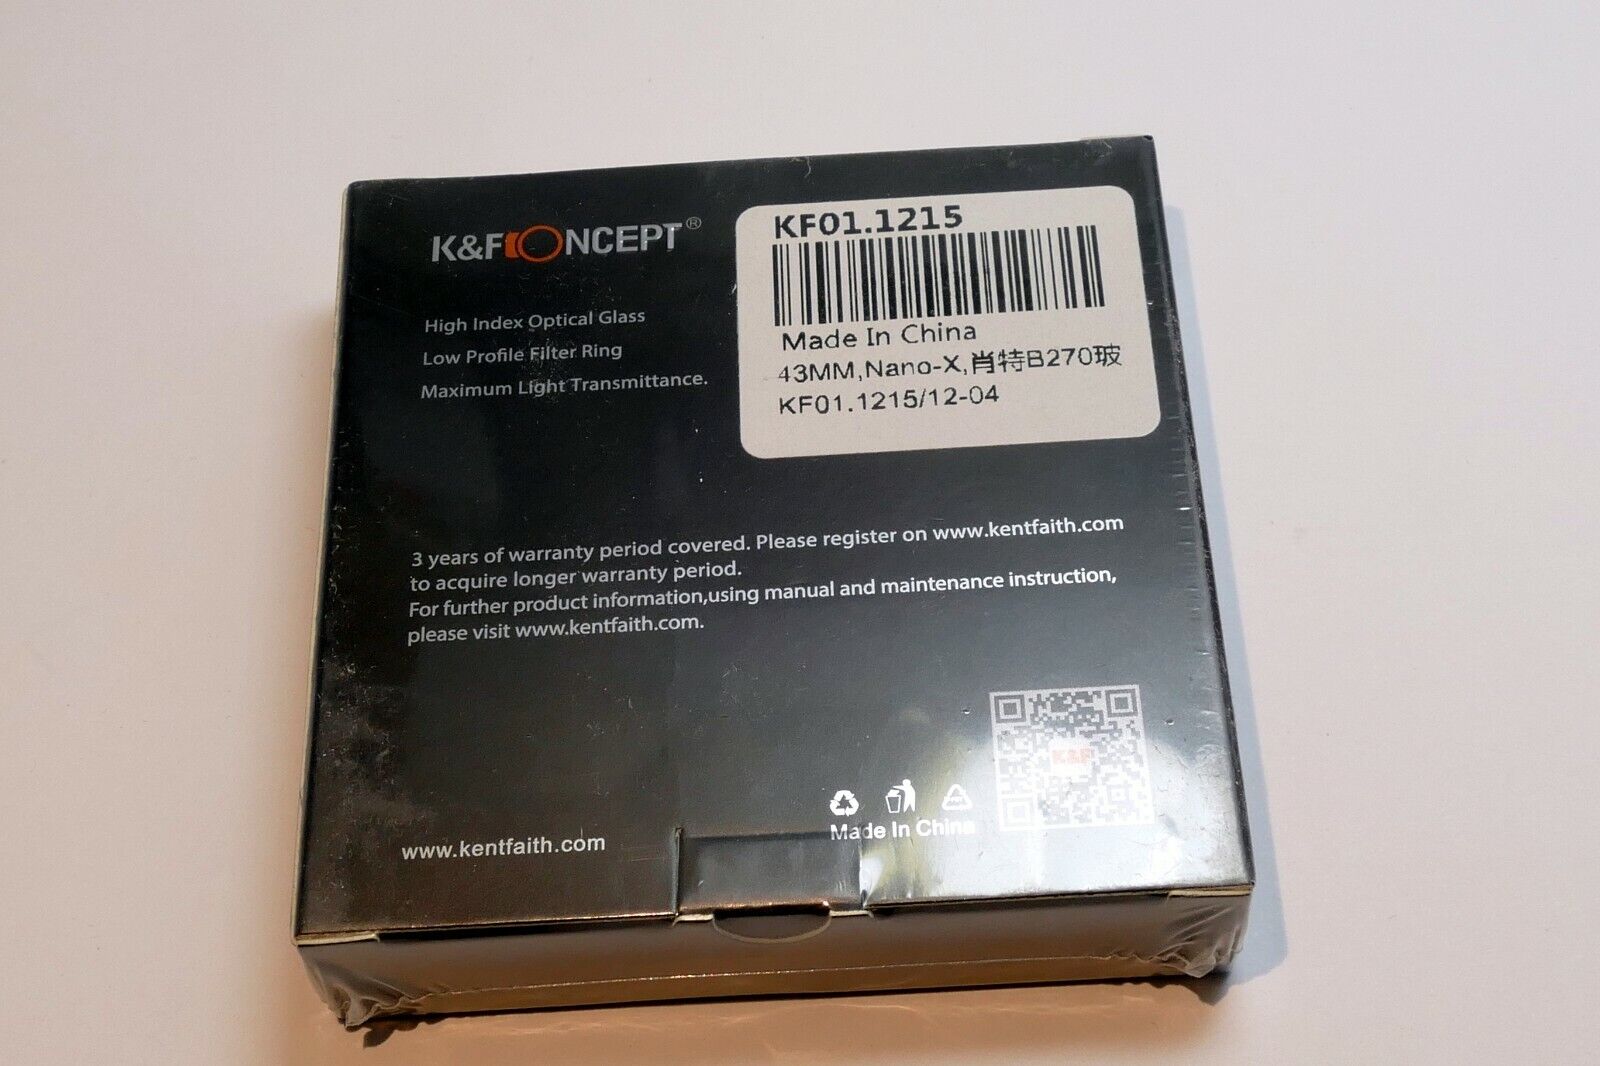 K&FCONCEPT®
High Index Optical Glass
Low Profile Filter Ring
Maximum Light Transmittance.
KF01.1215
Made In China
43MM,Nano-X,肖特B270玻
KF01.1215/12-04
3 years of warranty period covered. Please register on www.kentfaith.com
to acquire longer warranty period.
For further product information,using manual and maintenance instruction,
please visit www.kentfaith.com.
K&F
Made In China
www.kentfaith.com